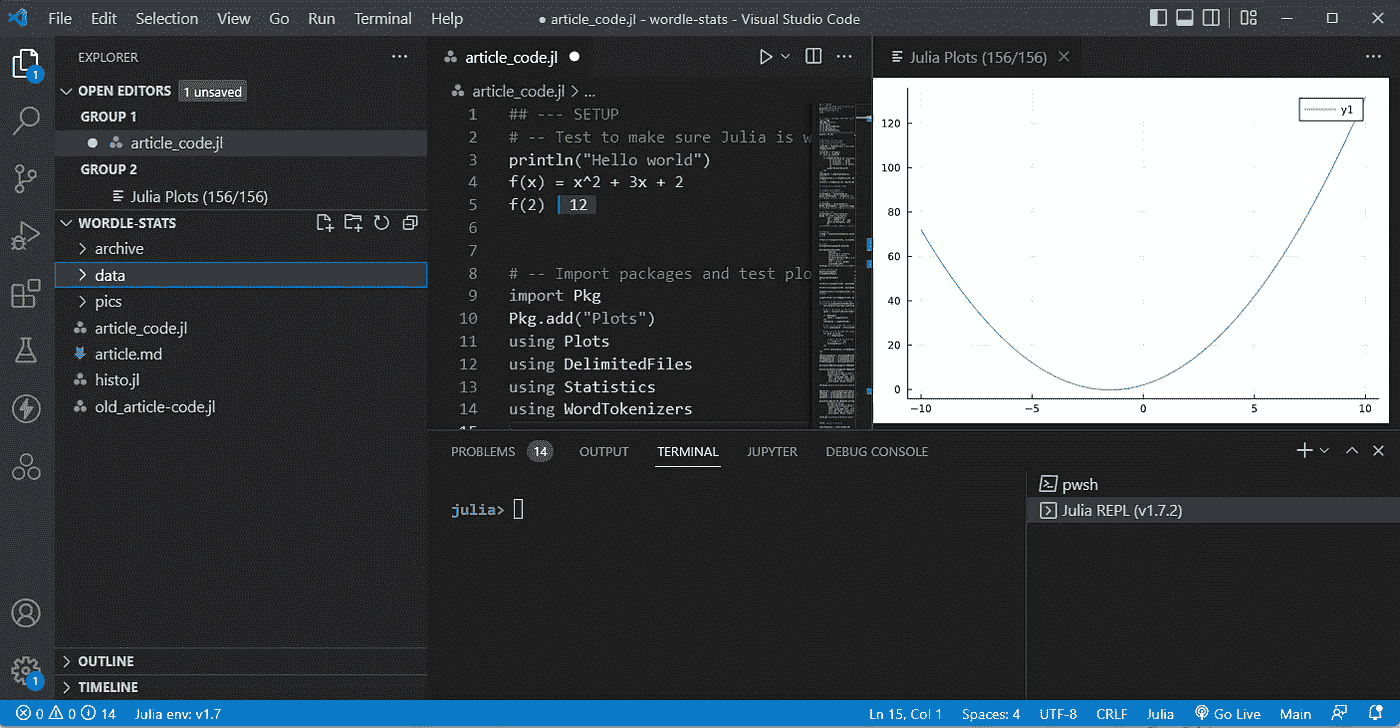 File Edit Selection View Go Run Terminal Help
● article_code.jl - wordle-stats - Visual Studio Code
EXPLORER
OPEN EDITORS 1 unsaved
GROUP 1
article_code.jl
GROUP 2
Julia Plots (156/156)
WORDLE-STATS
archive
data
pics
article_code.jl
article.md
histo.jl
old_article-code.jl
OUTLINE
TIMELINE
1
1
article_code.jl
article_code.jl > ...
1 ## --- SETUP
2 # -- Test to make sure Julia is w
3 println("Hello world")
4 f(x) = x^2 + 3x + 2
5 f(2) 12
6
7
8 # -- Import packages and test plo
9 import Pkg
10 Pkg.add("Plots")
11 using Plots
12 using DelimitedFiles
13 using Statistics
14 using WordTokenizers
15
Julia Plots (156/156)
y1
120
100
80
60
40
20
0
−10 −5 0 5 10
PROBLEMS 14 OUTPUT TERMINAL JUPYTER DEBUG CONSOLE
julia>
pwsh
Julia REPL (v1.7.2)
0 0 14 Julia env: v1.7
Ln 15, Col 1 Spaces: 4 UTF-8 CRLF Julia Go Live Main